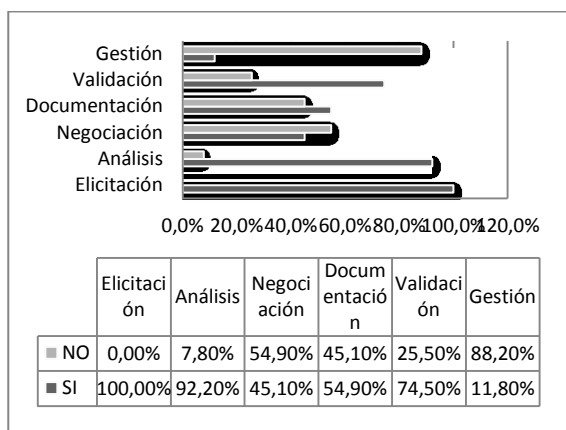 Gestión
Validación
Documentación
Negociación
Análisis
Elicitación
0,0% 20,0% 40,0% 60,0% 80,0% 100,0% 120,0%
Elicitaci Análisis Negoci Docum Validaci Gestión
ón ación entació ón
n
NO 0,00% 7,80% 54,90% 45,10% 25,50% 88,20%
SI 100,00% 92,20% 45,10% 54,90% 74,50% 11,80%